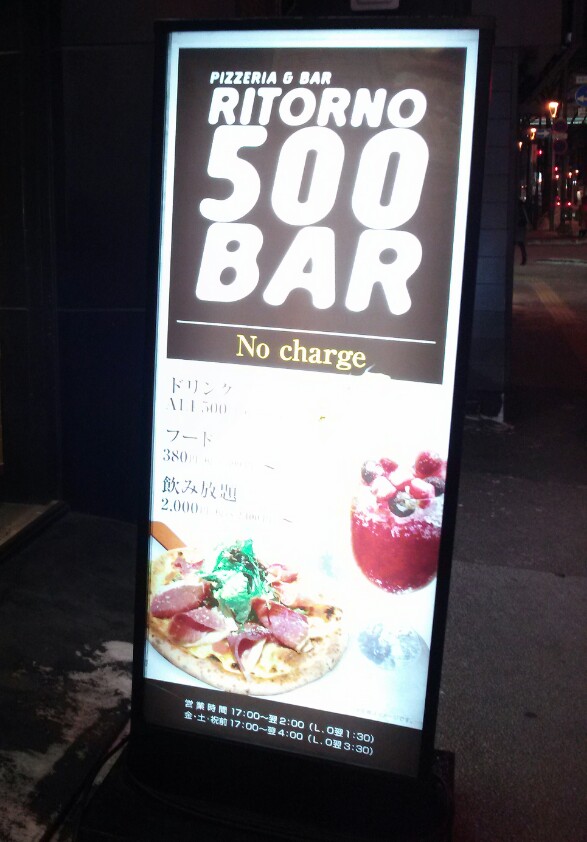 PIZZERIA & BAR
RITORNO
500
BAR
No charge
ドリンク
ALL500
フード
380
飲み放題
2,000
営業時間 17:00～翌2:00 (L.O翌1:30)
金・土・祝前17:00～翌4:00 (L.O翌3:30)